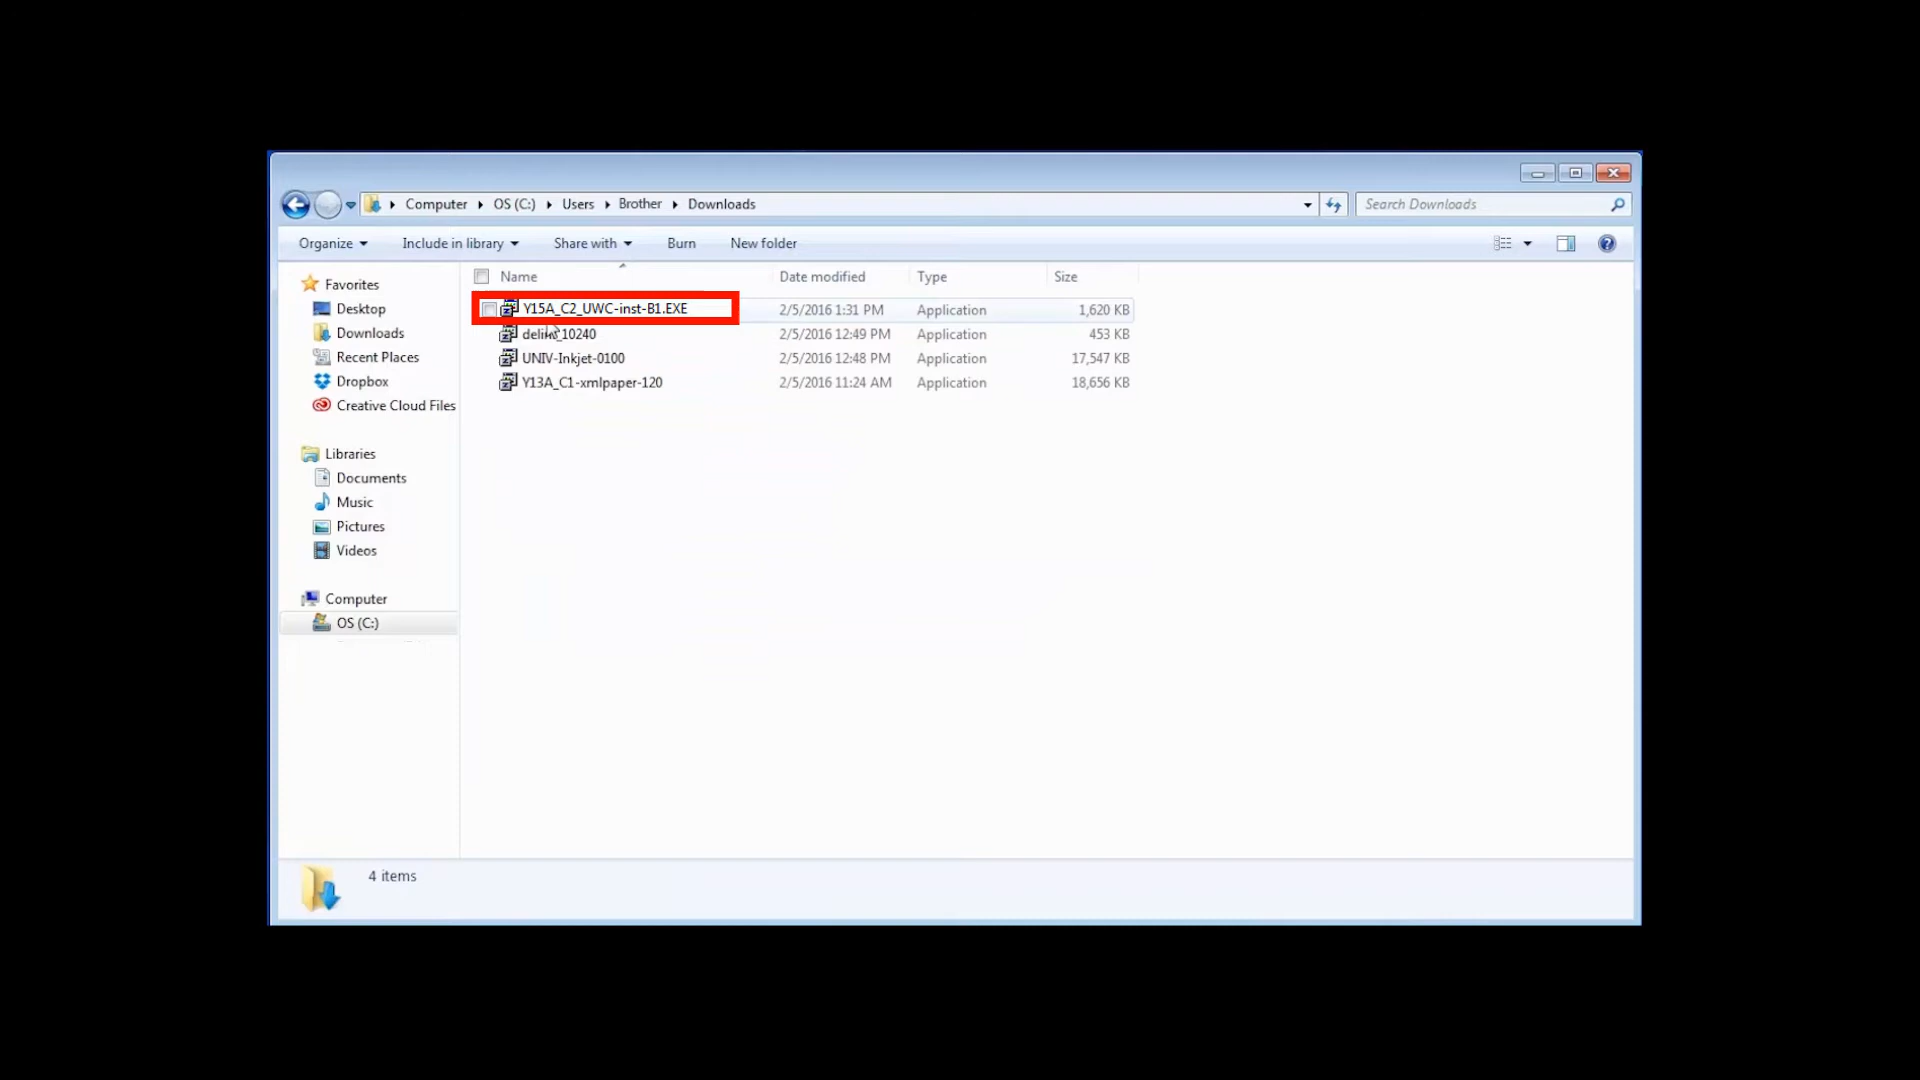 Computer OS (C:) Users Brother Downloads
Search Downloads
Organize Include in library Share with Burn New folder
Name Date modified Type Size
Y15A_C2_UWC-inst-B1.EXE 2/5/2016 1:31 PM Application 1,620 KB
2/5/2016 12:49 PM Application 453 KB
UNIV-Inkjet-0100 2/5/2016 12:48 PM Application 17,547 KB
Y13A_C1-xmlpaper-120 2/5/2016 11:24 AM Application 18,656 KB
Favorites
Desktop
Downloads
Recent Places
Dropbox
Creative Cloud Files
Libraries
Documents
Music
Pictures
Videos
Computer
OS (C:)
4 items